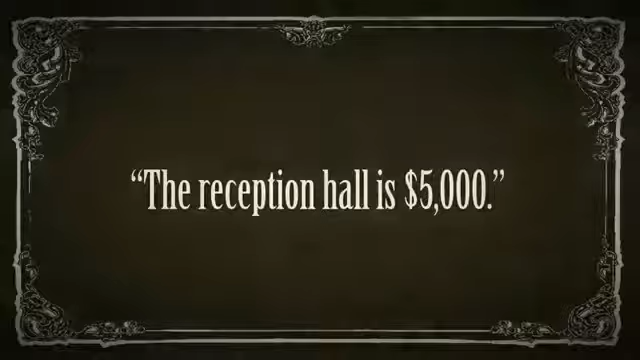 “The reception hall is $5,000.”